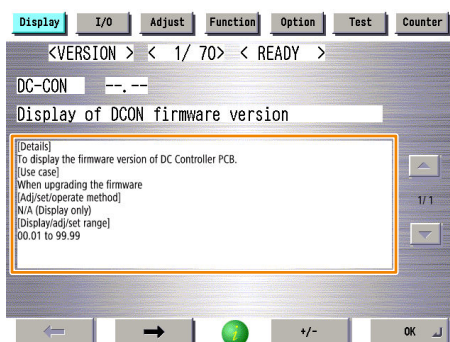 Display I/O Adjust Function Option Test Counter
<VERSION > < 1/ 70> < READY >
DC-CON --.--
Display of DCON firmware version
[Details]
To display the firmware version of DC Controller PCB.
[Use case]
When upgrading the firmware
[Adj/set/operate method]
N/A (Display only)
[Display/adj/set range]
00.01 to 99.99
1/1
+/- OK